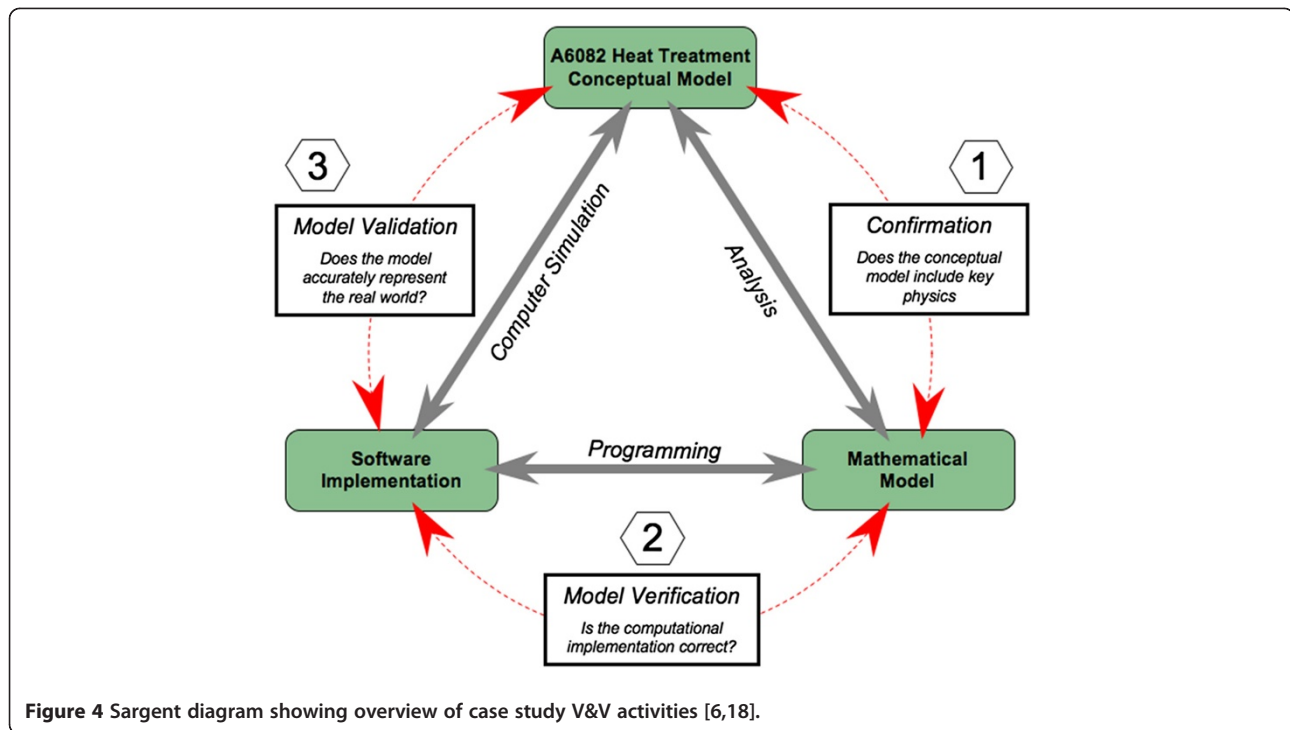 A6082 Heat Treatment
Conceptual Model
3
1
Model Validation
Does the model
accurately represent
the real world?
Computer Simulation
Analysis
Confirmation
Does the conceptual
model include key
physics
Software
Implementation
Programming
Mathematical
Model
2
Model Verification
Is the computational
implementation correct?
Figure 4 Sargent diagram showing overview of case study V&V activities [6,18].